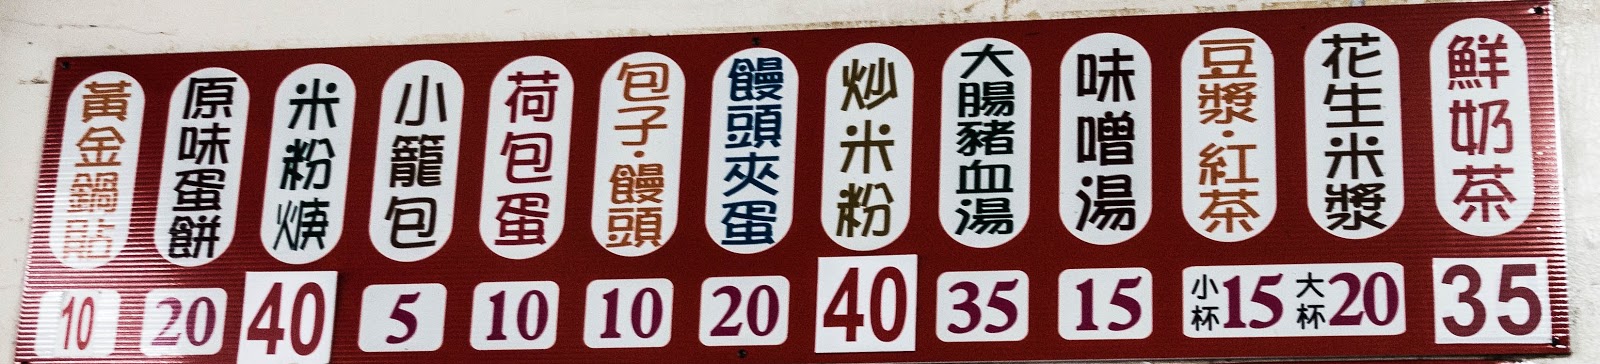 黃金鍋貼
10
原味蛋餅
20
米粉焿
40
小籠包
5
荷包蛋
10
包子·饅頭
10
饅頭夾蛋
20
炒米粉
40
大腸豬血湯
35
味噌湯
15
豆漿·紅茶
花生米漿
小杯15 大杯20
鮮奶茶
35